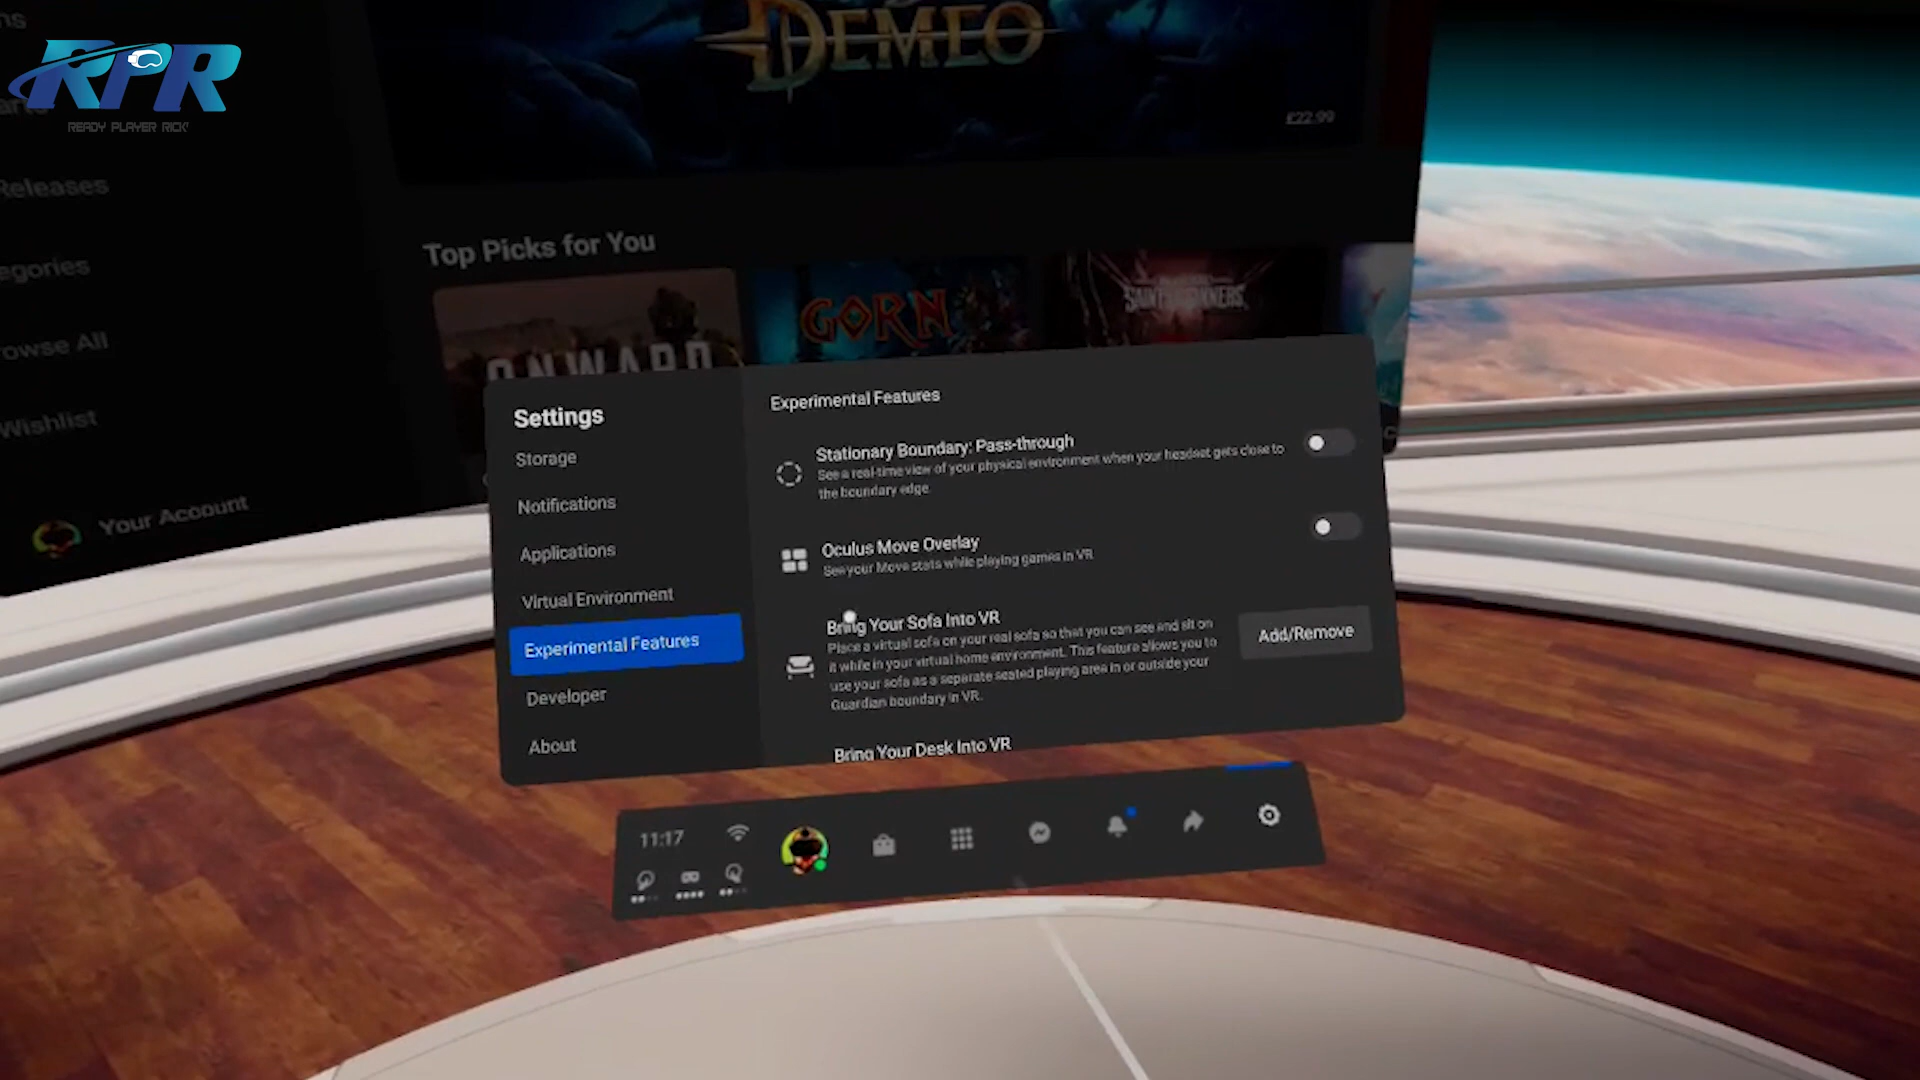 RPR
READY PLAYER RICK
DEMEO
£22.99
Releases
Top Picks for You
GORN
ONWARD
Wishlist
Your Account
Settings
Storage
Notifications
Applications
Virtual Environment
Experimental Features
Developer
About
Experimental Features
Stationary Boundary: Pass-through
See a real-time view of your physical environment when your headset gets close to
the boundary edge.
Oculus Move Overlay
See your Move stats while playing games in VR
Bring Your Sofa Into VR
Place a virtual sofa on your real sofa so that you can see and sit on
it while in your virtual home environment. This feature allows you to
use your sofa as a separate seated playing area in or outside your
Guardian boundary in VR.
Add/Remove
Bring Your Desk Into VR
11:17